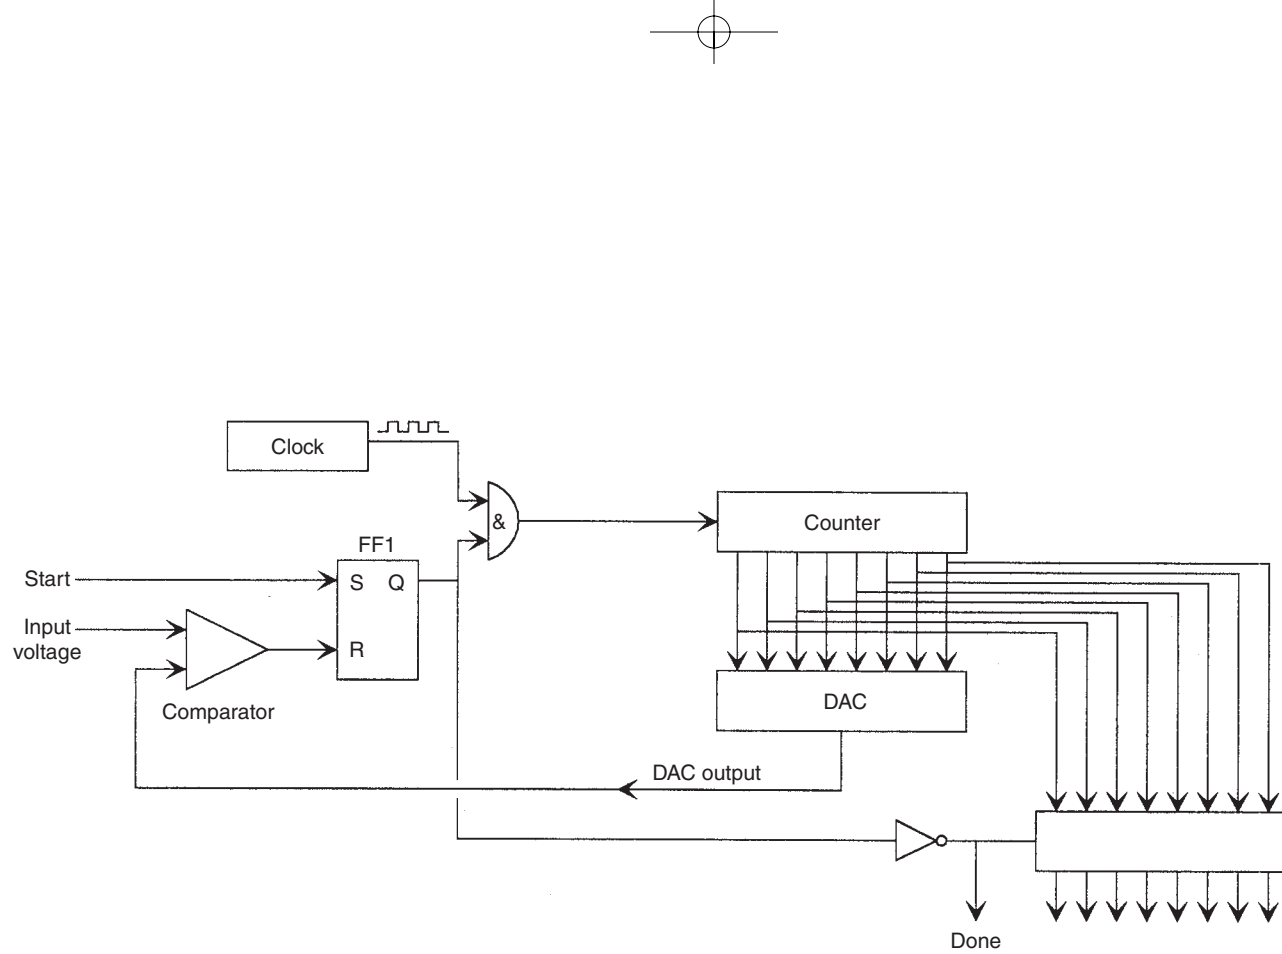 Clock
&
Counter
FF1
Start
S Q
Input
voltage
R
Comparator
DAC
DAC output
Done